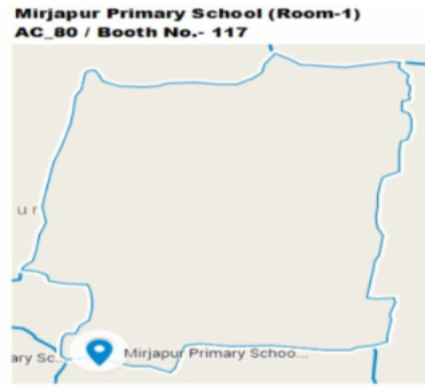 Mirjapur Primary School (Room-1)
AC_80 / Booth No.- 117
ur
ary Sc...
Mirjapur Primary Schoo...